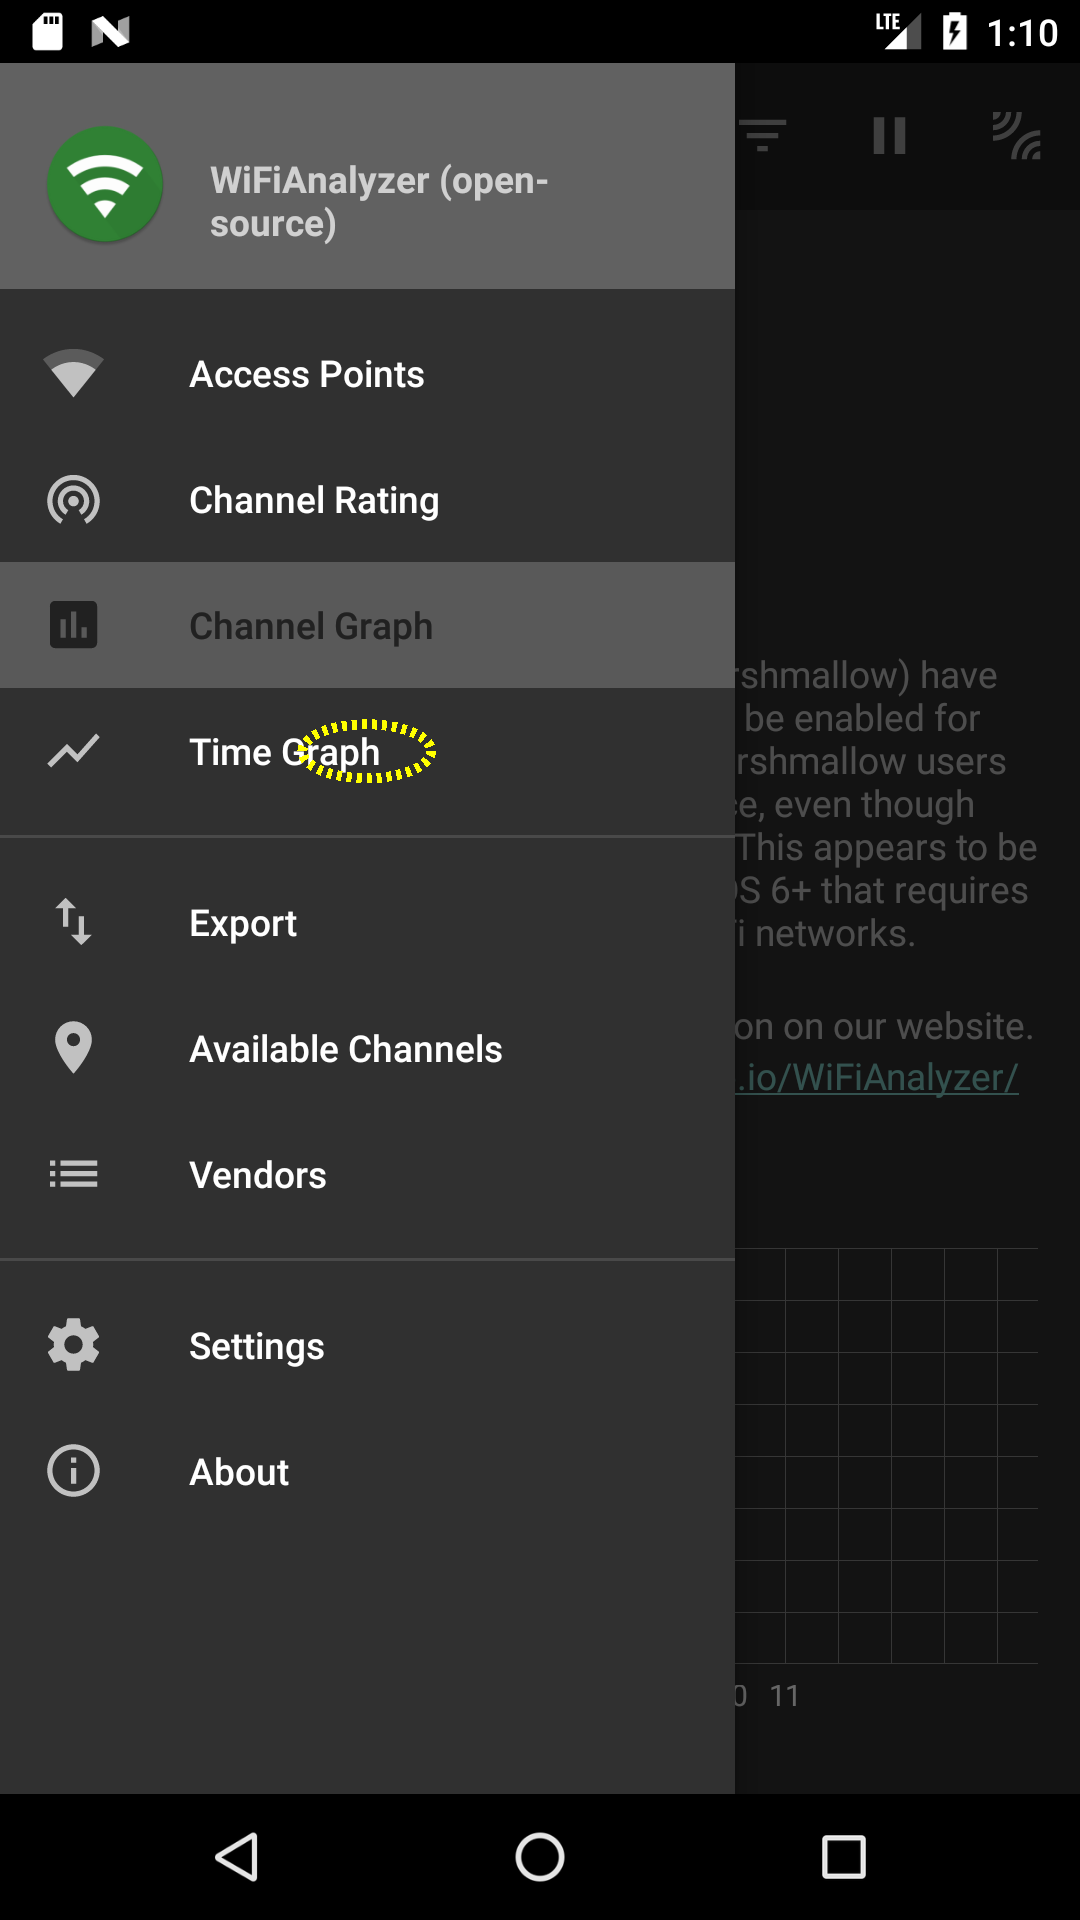 LTE 1:10
WiFiAnalyzer (open-
source)
Access Points
Channel Rating
Channel Graph
Time Graph
Export
Available Channels
Vendors
Settings
About
rshmallow) have
be enabled for
rshmallow users
ce, even though
This appears to be
OS 6+ that requires
i networks.
on on our website.
.io/WiFiAnalyzer/
0 11